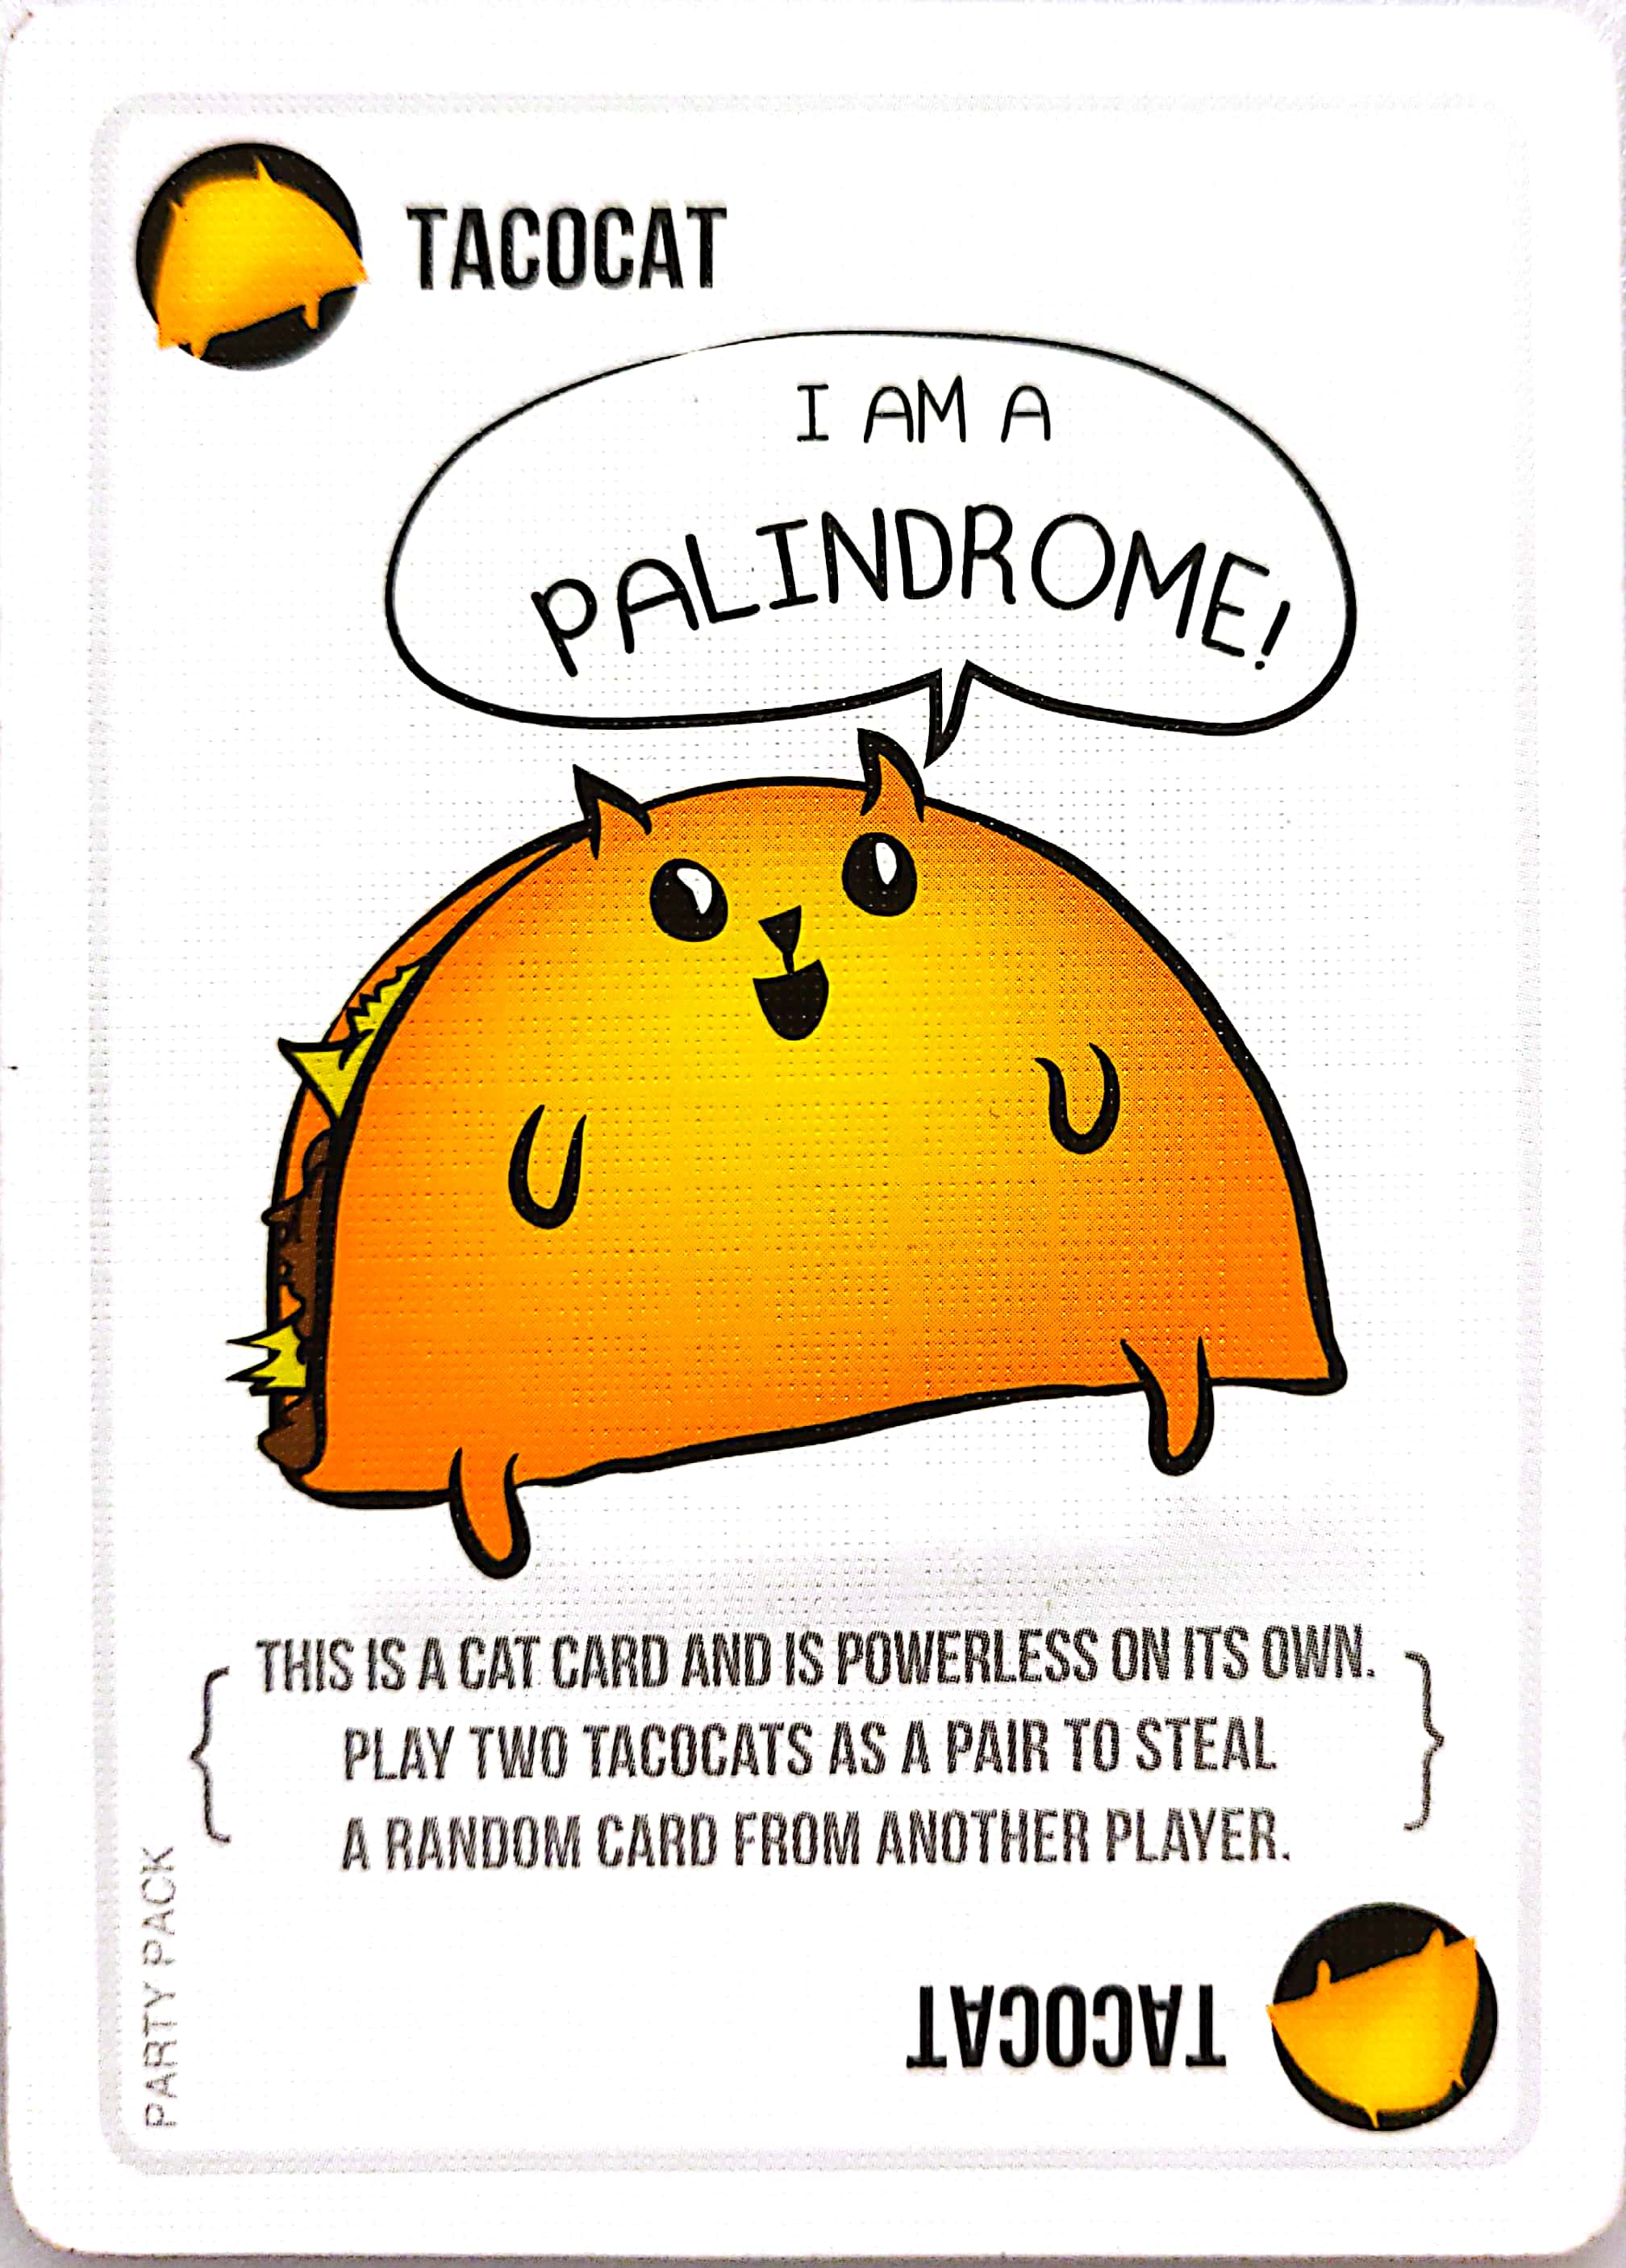 TACOCAT
I AM A
PALINDROME!
THIS IS A CAT CARD AND IS POWERLESS ON ITS OWN.
PLAY TWO TACOCATS AS A PAIR TO STEAL
A RANDOM CARD FROM ANOTHER PLAYER.
PARTY PACK
TACOCAT